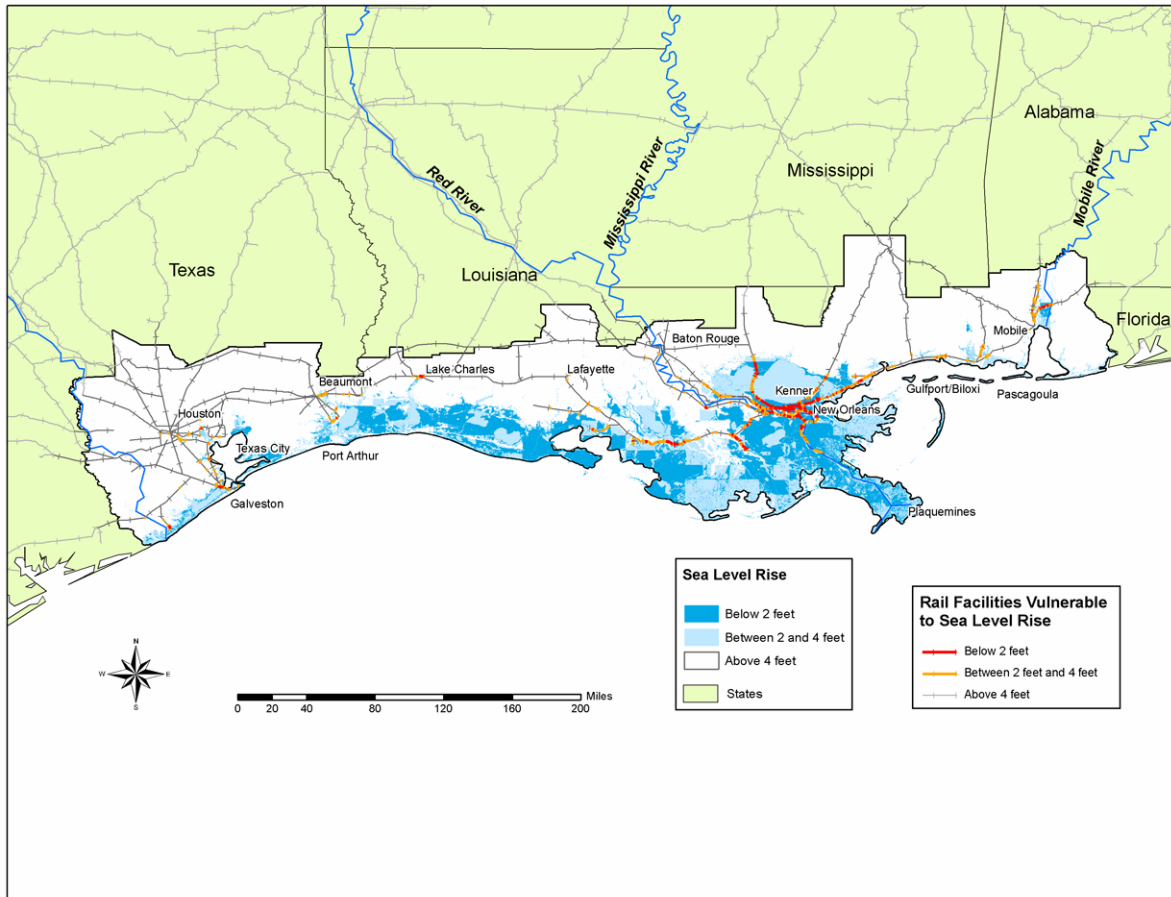 Alabama
Mississippi
Mobile River
Mississippi River
Red River
Texas
Louisiana
Florida
Mobile
Baton Rouge
Beaumont
Lake Charles
Lafayette
Kenner
Gulfport/Biloxi
Pascagoula
New Orleans
Houston
Texas City
Port Arthur
Galveston
Plaquemines
Sea Level Rise
Below 2 feet
Between 2 and 4 feet
Above 4 feet
States
Rail Facilities Vulnerable
to Sea Level Rise
Below 2 feet
Between 2 feet and 4 feet
Above 4 feet
N
W E
S
Miles
0 20 40 80 120 160 200